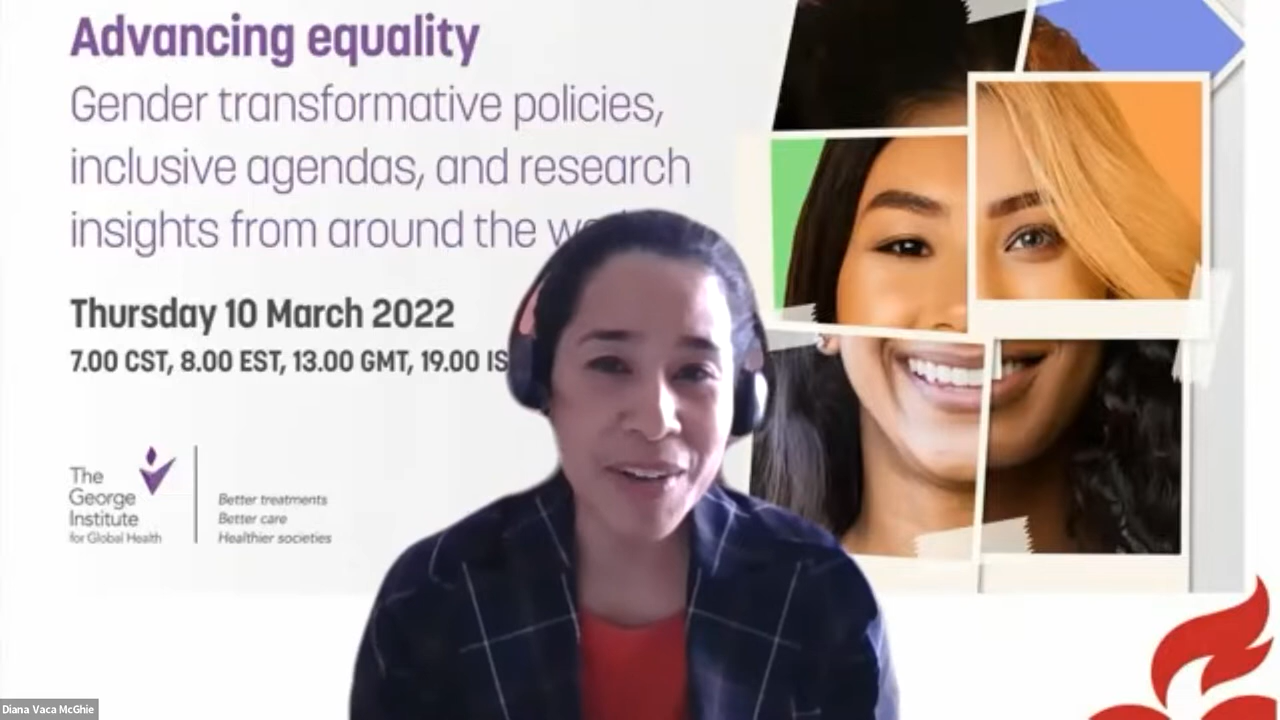 Advancing equality
Gender transformative policies,
inclusive agendas, and research
insights from around the
Thursday 10 March 2022
7.00 CST, 8.00 EST, 13.00 GMT, 19.00 IS
The
George
Institute
for Global Health
Better treatments
Better care
Healthier societies
Diana Vaca McGhie